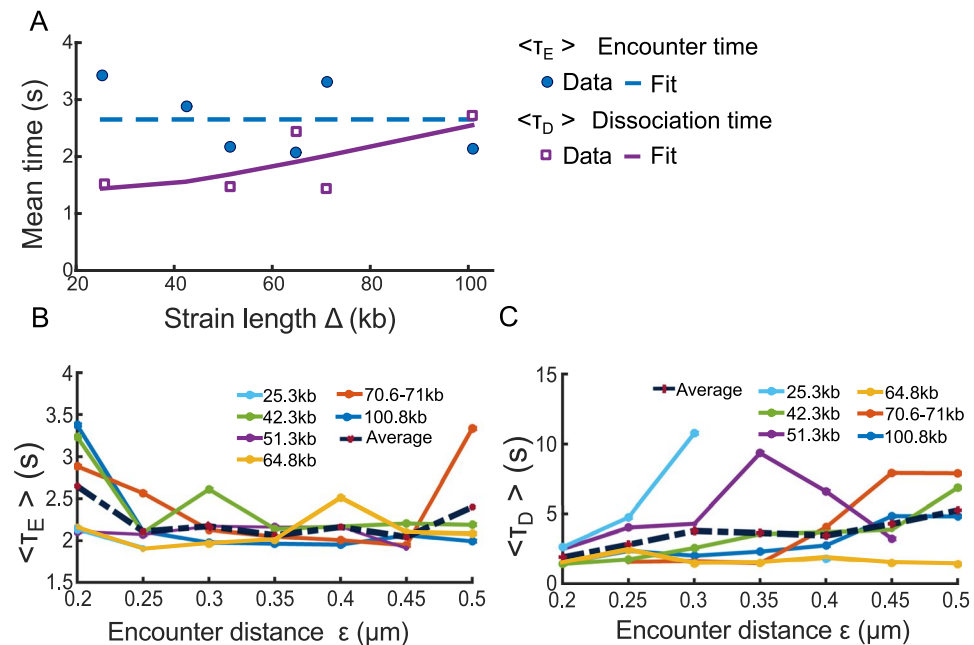 A
4
3
2
1
0
20
40
60
80
100
Mean time (s)
Strain length Δ (kb)
<τE> Encounter time
Data Fit
<τD> Dissociation time
Data Fit
B
4
3.5
3
2.5
2
1.5
0.2 0.25 0.3 0.35 0.4 0.45 0.5
<τE> (s)
Encounter distance ε (μm)
25.3kb
42.3kb
51.3kb
64.8kb
70.6-71kb
100.8kb
Average
C
15
10
5
0
0.2 0.25 0.3 0.35 0.4 0.45 0.5
<τD> (s)
Encounter distance ε (μm)
Average
25.3kb
42.3kb
51.3kb
64.8kb
70.6-71kb
100.8kb